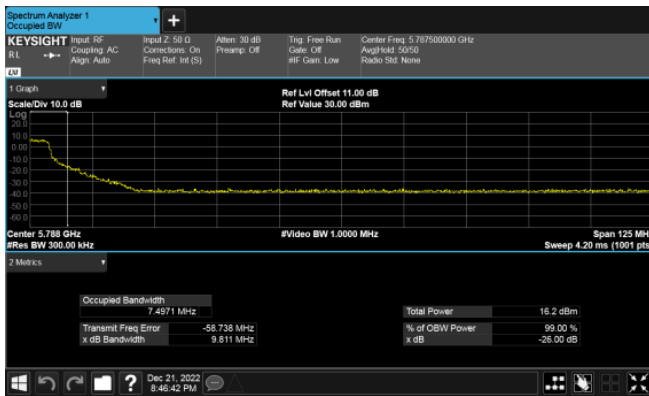 Spectrum Analyzer 1
Occupied BW
+
KEYSIGHT
RL
Input: RF
Coupling: AC
Align: Auto
Input Z: 50 Ω
Corrections: On
Freq Ref: Int (S)
Atten: 30 dB
Preamp: Off
Trig: Free Run
Gate: Off
#IF Gain: Low
Center Freq: 5.787500000 GHz
Avg|Hold: 50/50
Radio Std: None
1 Graph
Scale/Div 10.0 dB
Ref Lvl Offset 11.00 dB
Ref Value 30.00 dBm
Log
20.0
10.0
0.00
-10.0
-20.0
-30.0
-40.0
-50.0
-60.0
Center 5.788 GHz
#Res BW 300.00 kHz
#Video BW 1.0000 MHz
Span 125 MH
Sweep 4.20 ms (1001 pts
2 Metrics
Occupied Bandwidth
7.4971 MHz
Transmit Freq Error -58.738 MHz
x dB Bandwidth 9.811 MHz
Total Power 16.2 dBm
% of OBW Power 99.00 %
x dB -26.00 dB
?
Dec 21, 2022
8:46:42 PM